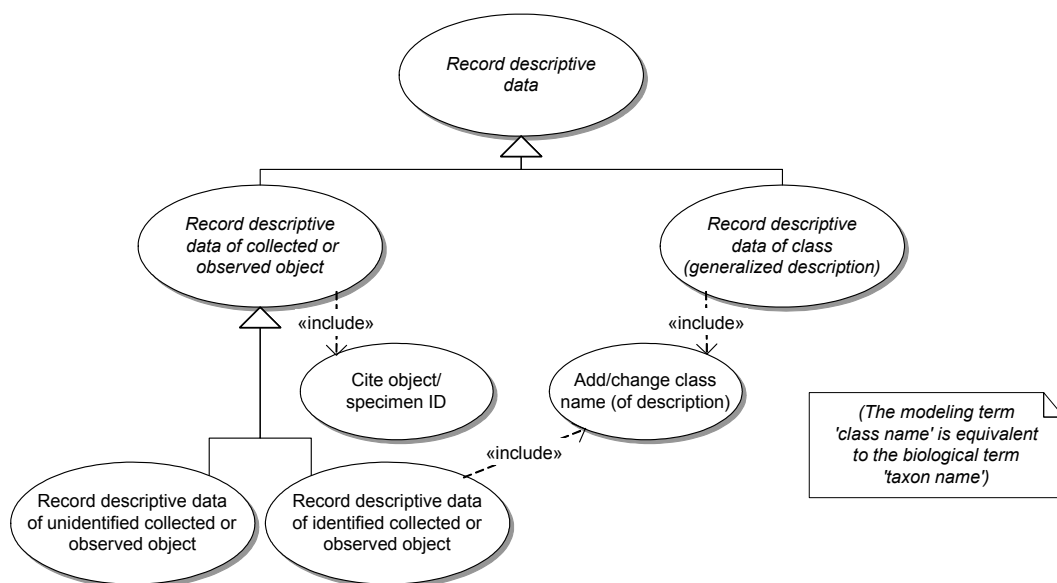 Record descriptive
data
Record descriptive
data of collected or
observed object
Record descriptive
data of class
(generalized description)
«include»
«include»
Cite object/
specimen ID
Add/change class
name (of description)
(The modeling term
'class name' is equivalent
to the biological term
'taxon name')
«include»
Record descriptive data
of unidentified collected or
observed object
Record descriptive data
of identified collected or
observed object